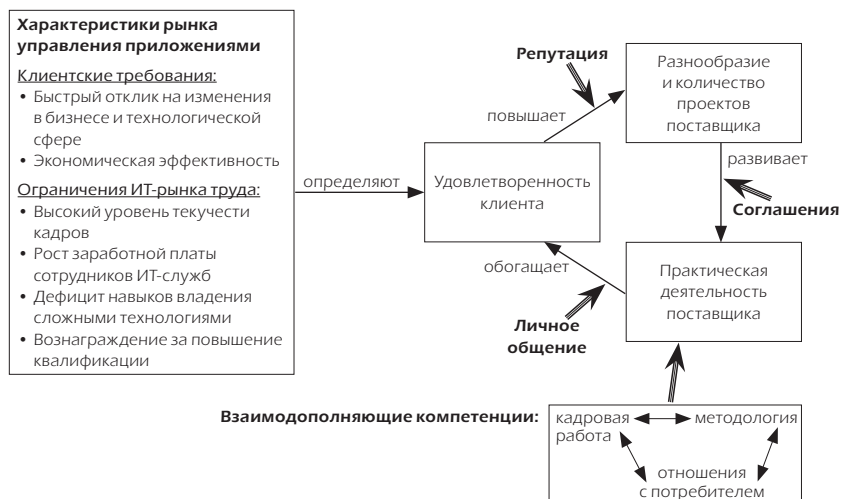 Характеристики рынка
управления приложениями
Клиентские требования:
• Быстрый отклик на изменения
в бизнесе и технологической
сфере
• Экономическая эффективность
Ограничения ИТ-рынка труда:
• Высокий уровень текучести
кадров
• Рост заработной платы
сотрудников ИТ-служб
• Дефицит навыков владения
сложными технологиями
• Вознаграждение за повышение
квалификации
определяют
Удовлетворенность
клиента
повышает
Репутация
Разнообразие
и количество
проектов
поставщика
развивает
Соглашения
Практическая
деятельность
поставщика
обогащает
Личное
общение
Взаимодополняющие компетенции:
кадровая
работа
методология
отношения
с потребителем